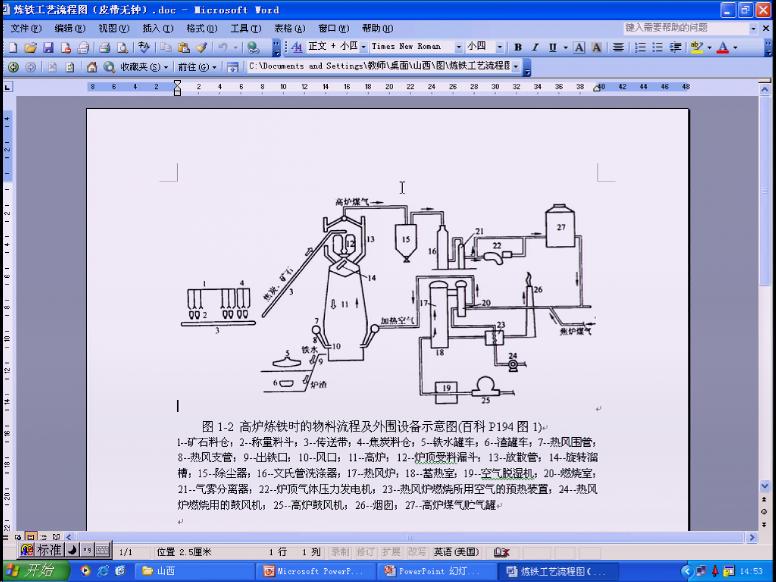 炼铁工艺流程图（皮带无钟）.doc - Microsoft Word
文件(F) 编辑(E) 视图(V) 插入(I) 格式(O) 工具(T) 表格(A) 窗口(W) 帮助(H) 键入需要帮助的问题
正文 + 小四 Times New Roman 小四 B I U A A
收藏夹(S) 前往(G) C:\Documents and Settings\教师\桌面\山西\图\炼铁工艺流程图
8 6 4 2 2 4 6 8 10 12 14 16 18 20 22 24 26 28 30 32 34 36 38 40 42 44 46 48
高炉煤气
12 13 15 16 21 22 27
焦炭、矿石 3 14
1 4 2 3
11 17 20 26
7 8 加热空气 焦炉煤气
铁水 9 10 18 23
5 6 炉渣 24
19 25
图 1-2 高炉炼铁时的物料流程及外围设备示意图(百科 P194 图 1)
1--矿石料仓；2--称量料斗；3--传送带；4--焦炭料仓；5--铁水罐车；6--渣罐车；7--热风围管；
8--热风支管；9--出铁口；10--风口；11--高炉；12--炉顶受料漏斗；13--放散管；14--旋转溜
槽；15--除尘器；16--文氏管洗涤器；17--热风炉；18--蓄热室；19--空气脱湿机；20--燃烧室；
21--气雾分离器；22--炉顶气体压力发电机；23--热风炉燃烧所用空气的预热装置；24--热风
炉燃烧用的鼓风机；25--高炉鼓风机；26--烟囱；27--高炉煤气贮气罐
1/1 位置 2.5厘米 1 行 1 列 录制 修订 扩展 改写 英语(美国)
标准
开始 山西 Microsoft PowerP... PowerPoint 幻灯... 炼铁工艺流程图(... 14:53